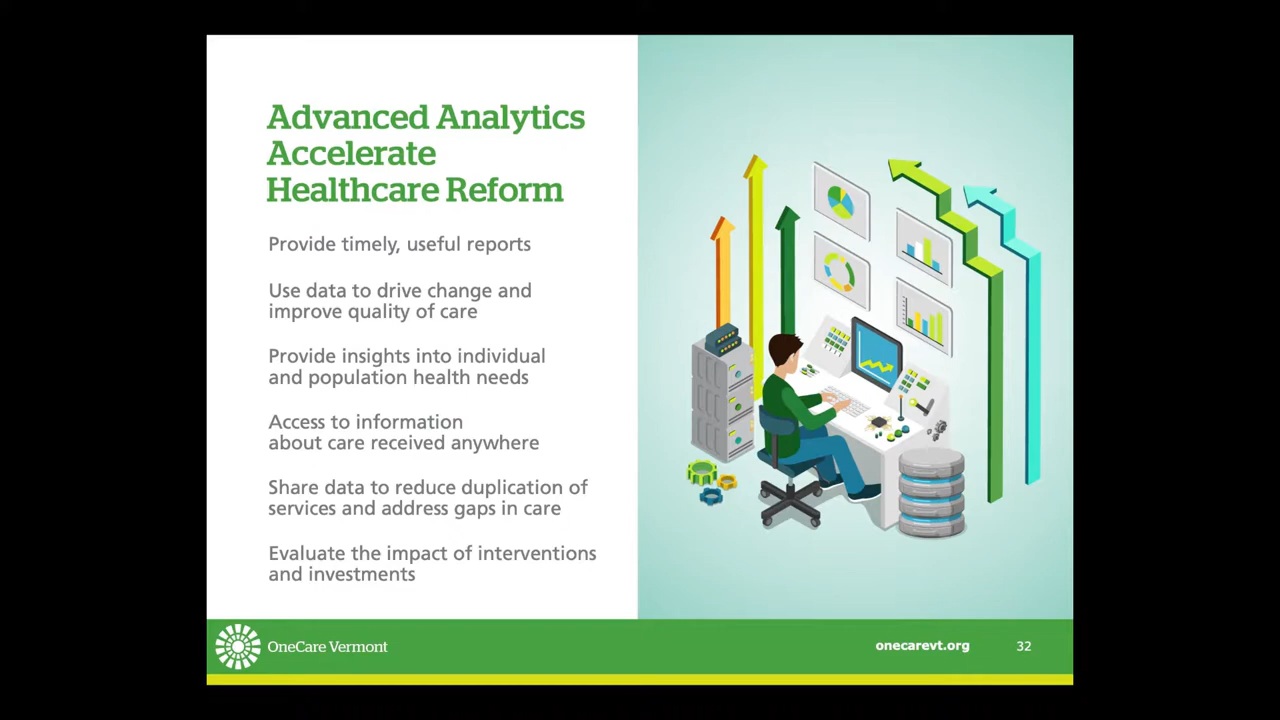 Advanced Analytics
Accelerate
Healthcare Reform
Provide timely, useful reports
Use data to drive change and
improve quality of care
Provide insights into individual
and population health needs
Access to information
about care received anywhere
Share data to reduce duplication of
services and address gaps in care
Evaluate the impact of interventions
and investments
OneCare Vermont
onecarevt.org
32